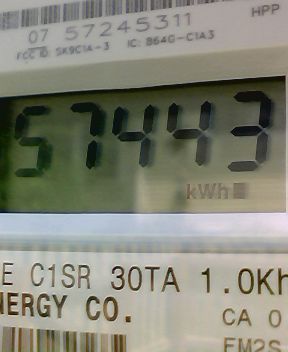 HPP
07 57245311
FCC ID: SK9C1A-3 IC: 864G-C1A3
57443
kWh
E C1SR 30TA 1.0Kh
NERGY CO.
CA 0
FM2S